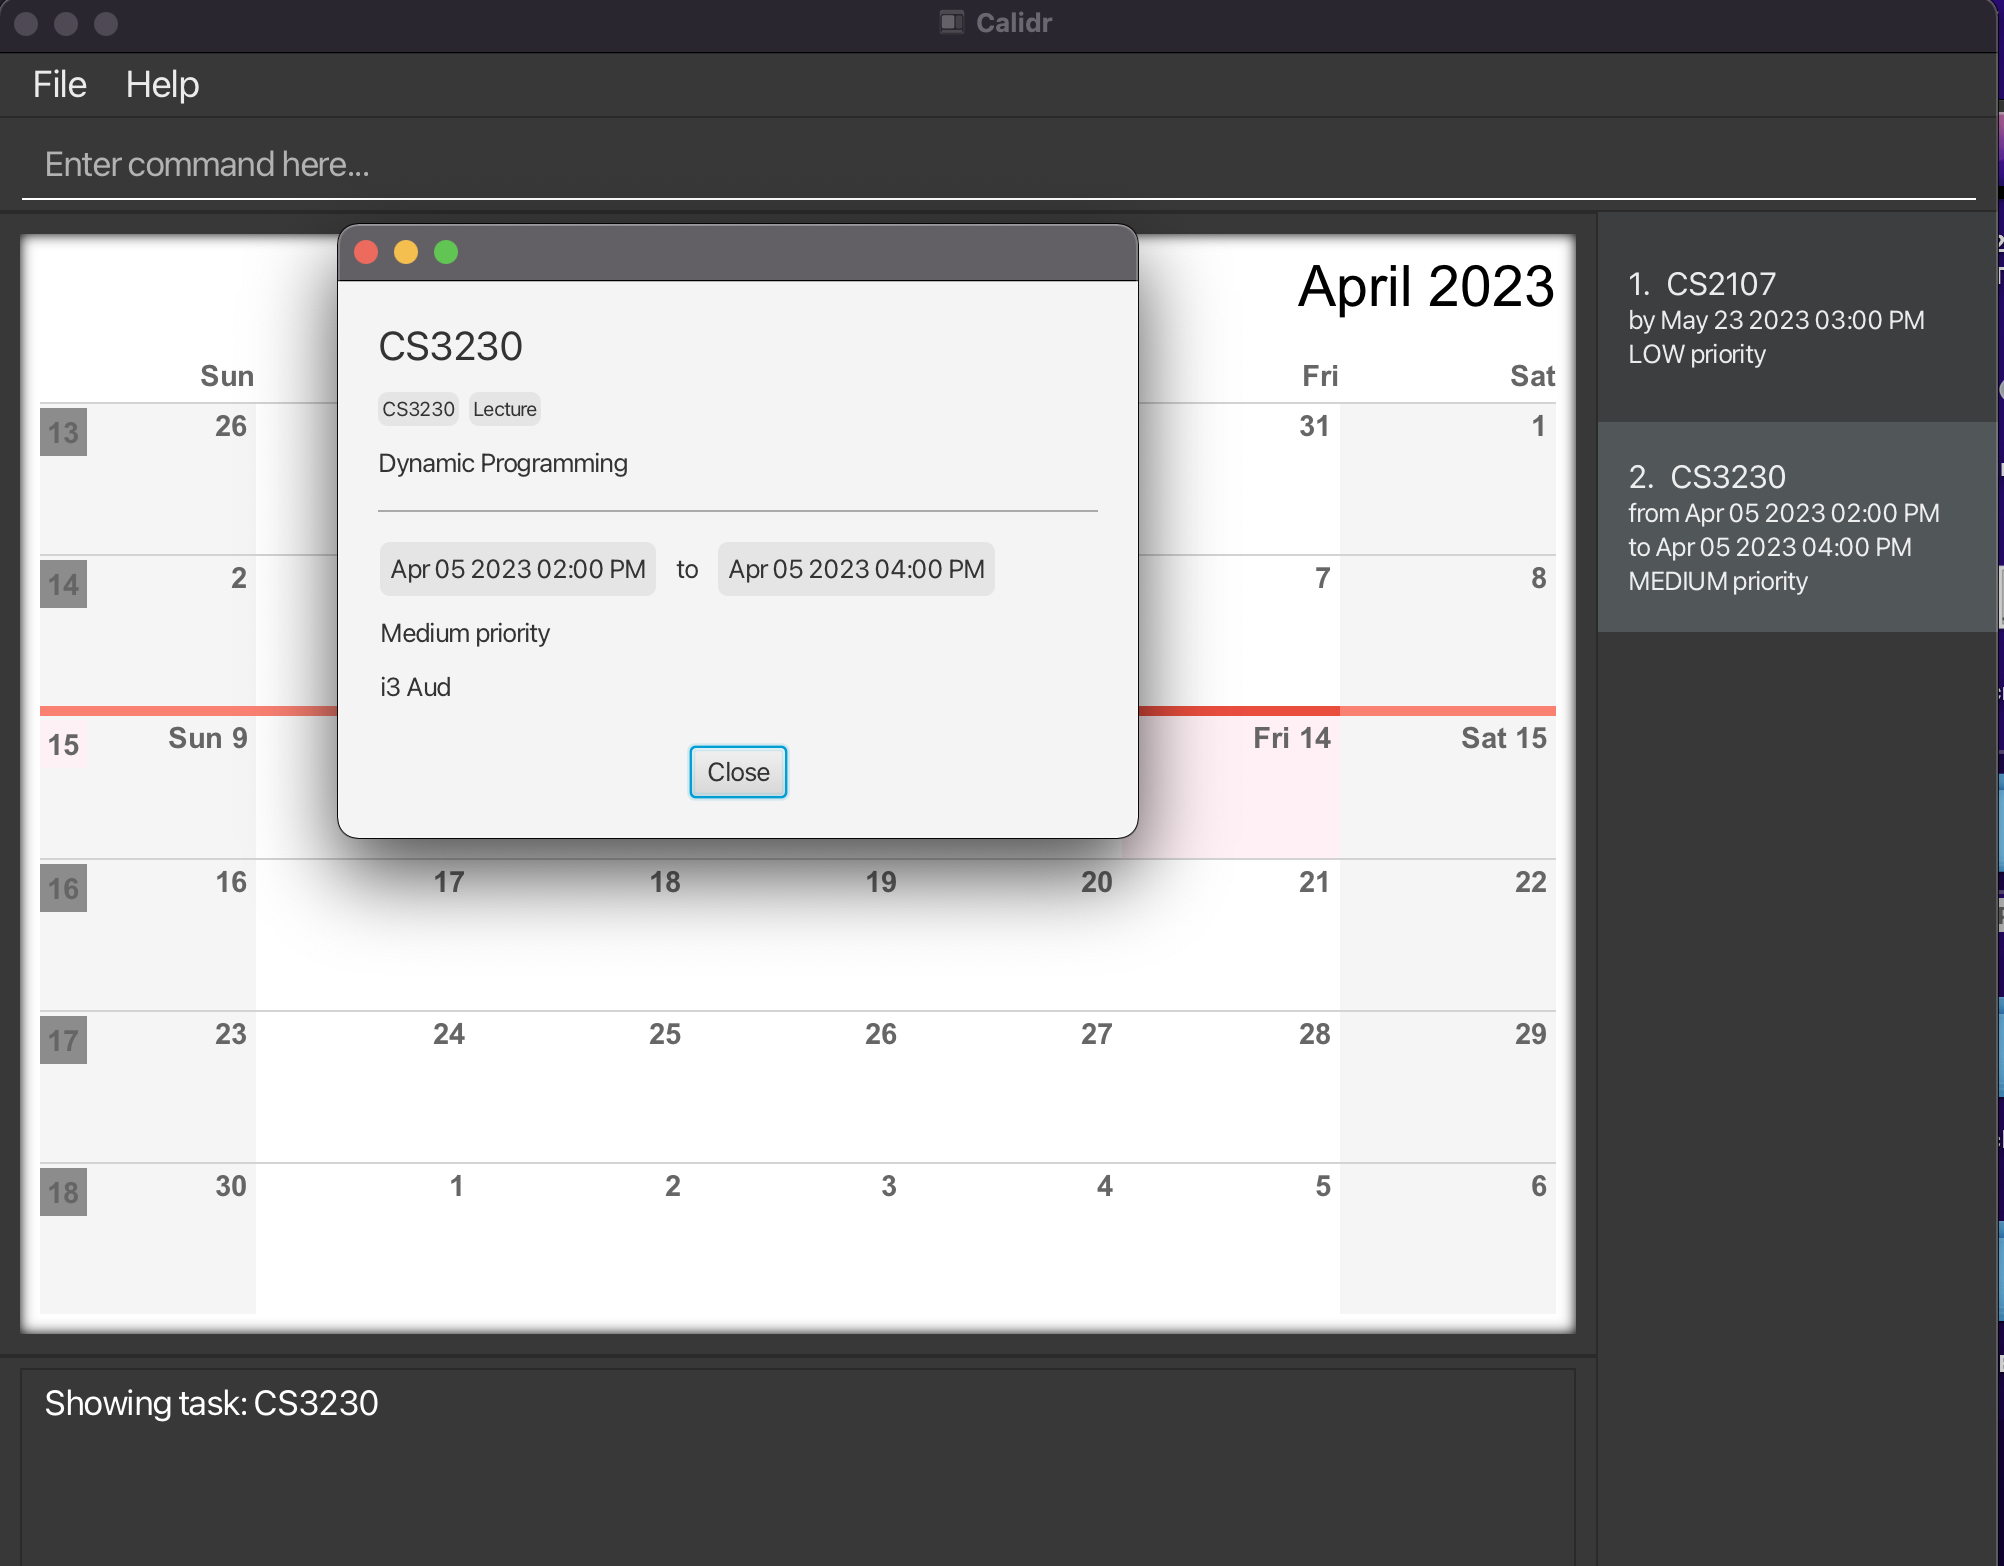 Calidr
File Help
Enter command here...
April 2023
Sun Fri Sat
13 26 31 1
14 2 7 8
15 Sun 9 Fri 14 Sat 15
16 16 17 18 19 20 21 22
17 23 24 25 26 27 28 29
18 30 1 2 3 4 5 6
CS3230
CS3230 Lecture
Dynamic Programming
Apr 05 2023 02:00 PM to Apr 05 2023 04:00 PM
Medium priority
i3 Aud
Close
1. CS2107
by May 23 2023 03:00 PM
LOW priority
2. CS3230
from Apr 05 2023 02:00 PM
to Apr 05 2023 04:00 PM
MEDIUM priority
Showing task: CS3230